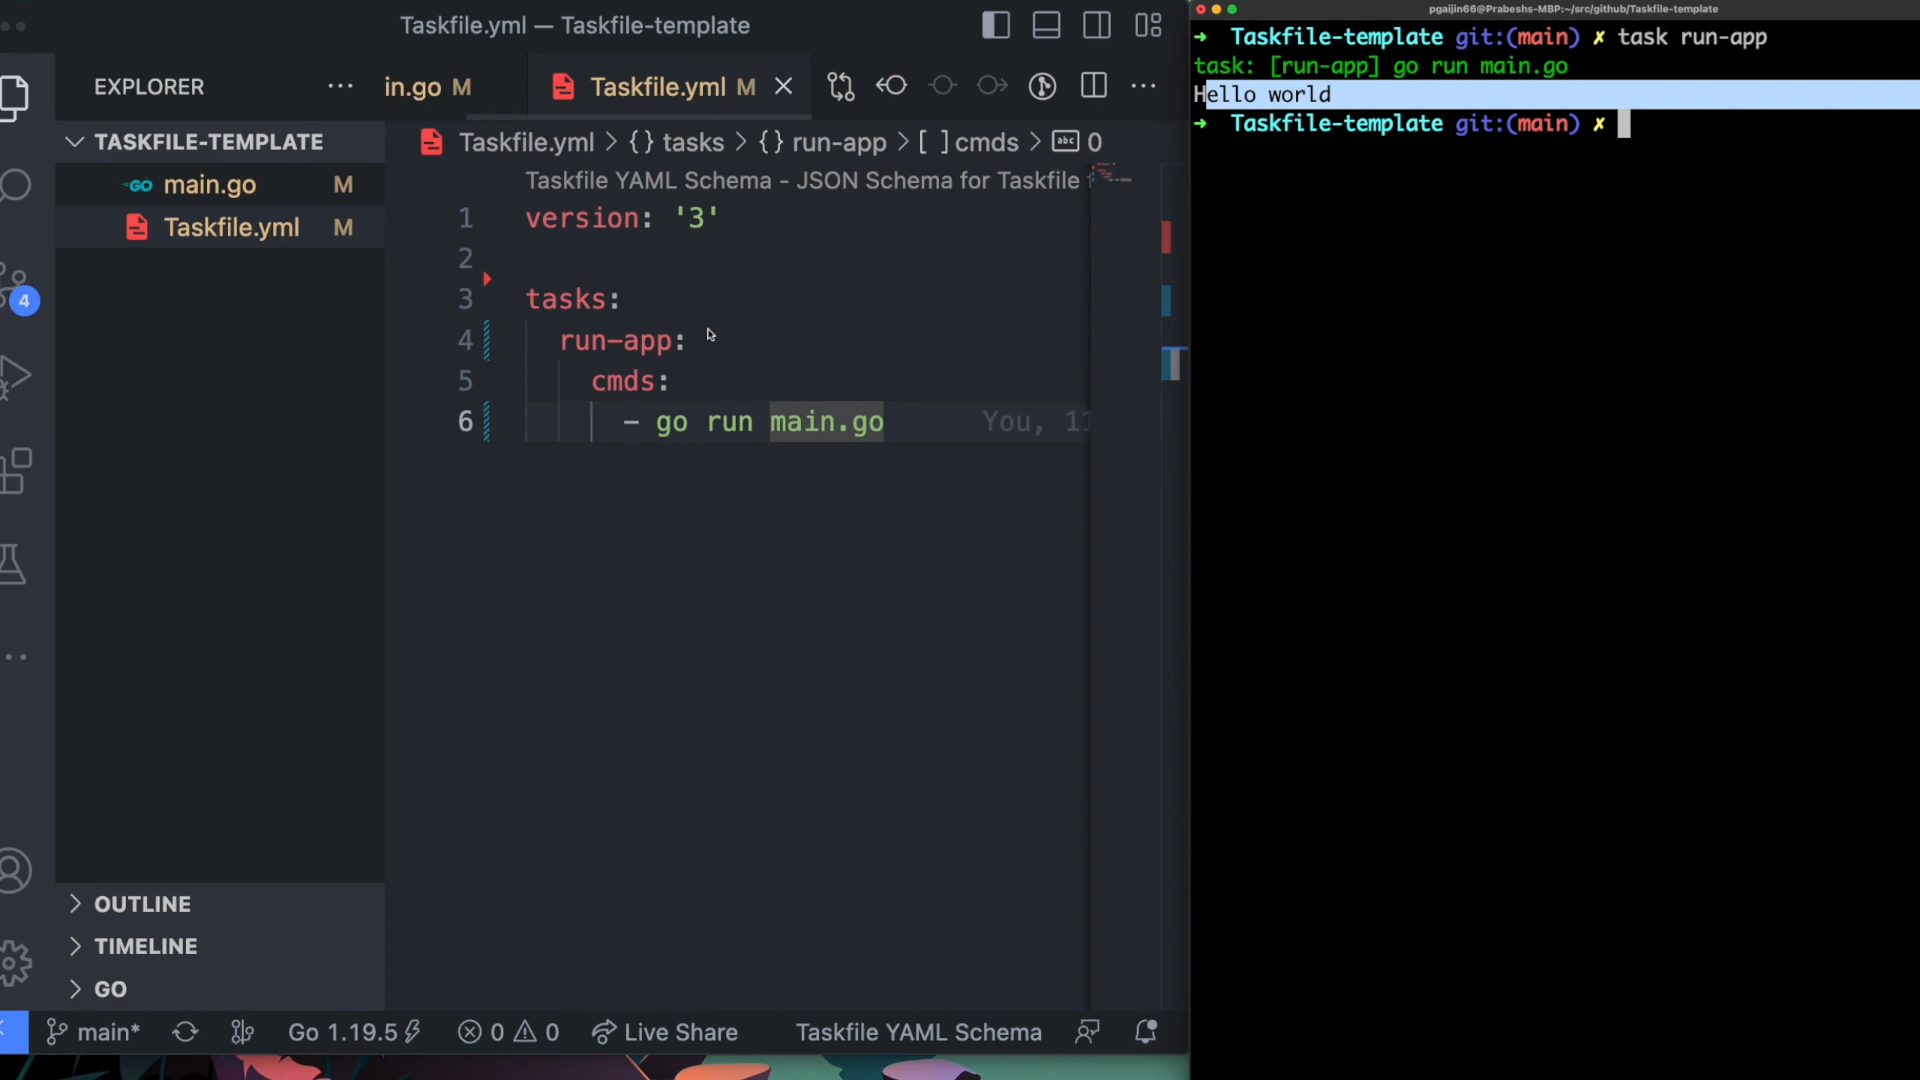 Taskfile.yml — Taskfile-template
EXPLORER
in.go M
Taskfile.yml M
TASKFILE-TEMPLATE
main.go M
Taskfile.yml M
4
Taskfile.yml > {} tasks > {} run-app > [ ] cmds > abc 0
Taskfile YAML Schema - JSON Schema for Taskfile
1 version: '3'
2
3 tasks:
4 run-app:
5 cmds:
6 - go run main.go You, 11
OUTLINE
TIMELINE
GO
main* Go 1.19.5 0 0 Live Share Taskfile YAML Schema
pgaijin66@Prabeshs-MBP:~/src/github/Taskfile-template
➜ Taskfile-template git:(main) ✗ task run-app
task: [run-app] go run main.go
Hello world
➜ Taskfile-template git:(main) ✗